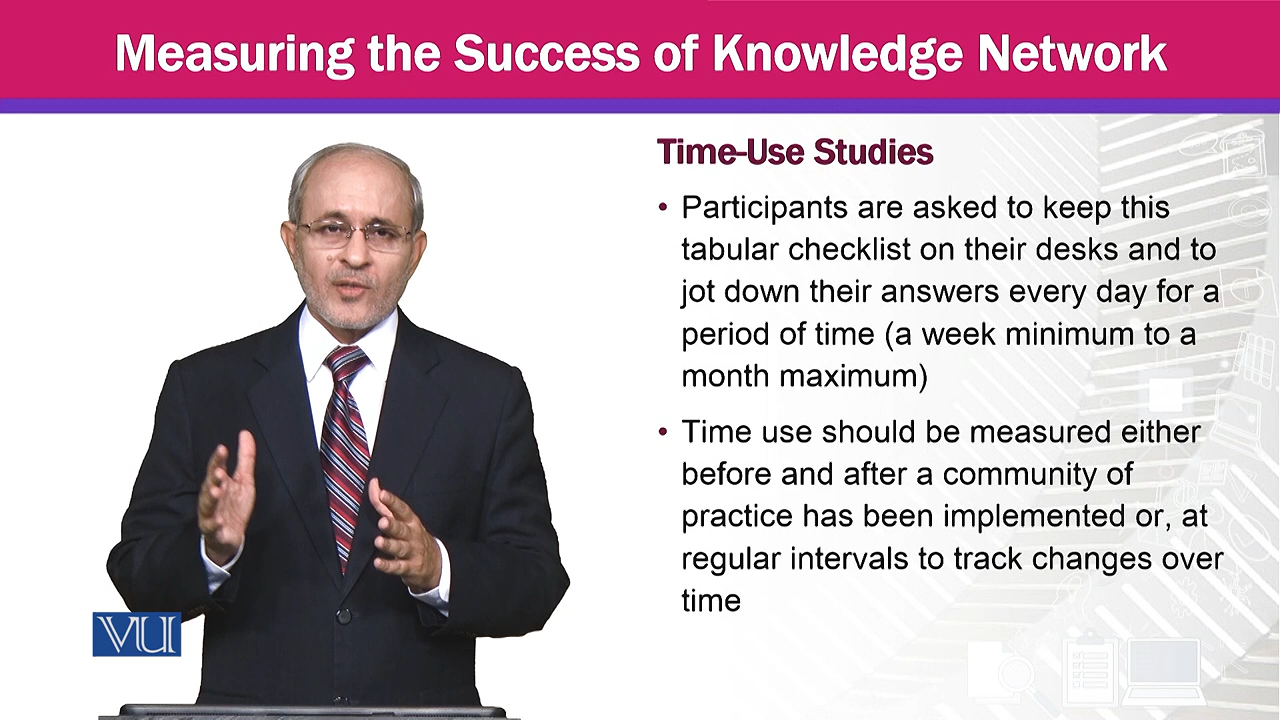 Measuring the Success of Knowledge Network
Time-Use Studies
• Participants are asked to keep this
tabular checklist on their desks and to
jot down their answers every day for a
period of time (a week minimum to a
month maximum)
• Time use should be measured either
before and after a community of
practice has been implemented or, at
regular intervals to track changes over
time
VU